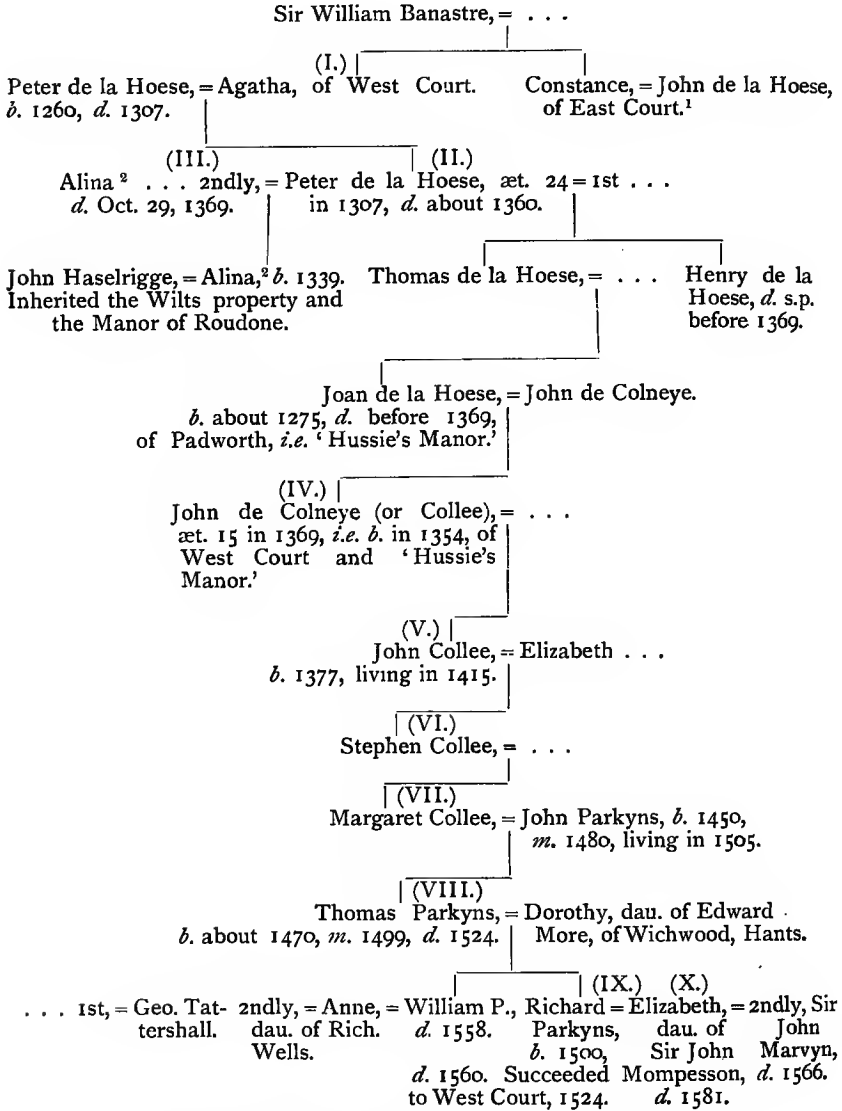 Sir William Banastre, = . . .
(I.)
Peter de la Hoese, = Agatha, of West Court. Constance, = John de la Hoese,
b. 1260, d. 1307. of East Court.¹
(III.) (II.)
Alina ² . . . 2ndly, = Peter de la Hoese, æt. 24 = 1st . . .
d. Oct. 29, 1369. in 1307, d. about 1360.
John Haselrigge, = Alina,² b. 1339. Thomas de la Hoese, = . . . Henry de la
Inherited the Wilts property and Hoese, d. s.p.
the Manor of Roudone. before 1369.
Joan de la Hoese, = John de Colneye.
b. about 1275, d. before 1369,
of Padworth, i.e. ‘ Hussie's Manor.’
(IV.)
John de Colneye (or Collee), = . . .
æt. 15 in 1369, i.e. b. in 1354, of
West Court and ‘ Hussie's
Manor.’
(V.)
John Collee, = Elizabeth . . .
b. 1377, living in 1415.
(VI.)
Stephen Collee, = . . .
(VII.)
Margaret Collee, = John Parkyns, b. 1450,
m. 1480, living in 1505.
(VIII.)
Thomas Parkyns, = Dorothy, dau. of Edward
b. about 1470, m. 1499, d. 1524. More, of Wichwood, Hants.
(IX.) (X.)
. . . 1st, = Geo. Tat- 2ndly, = Anne, = William P., Richard = Elizabeth, = 2ndly, Sir
tershall. dau. of Rich. d. 1558. Parkyns, dau. of John
Wells. b. 1500, Sir John Marvyn,
d. 1560. Succeeded Mompesson, d. 1566.
to West Court, 1524. d. 1581.